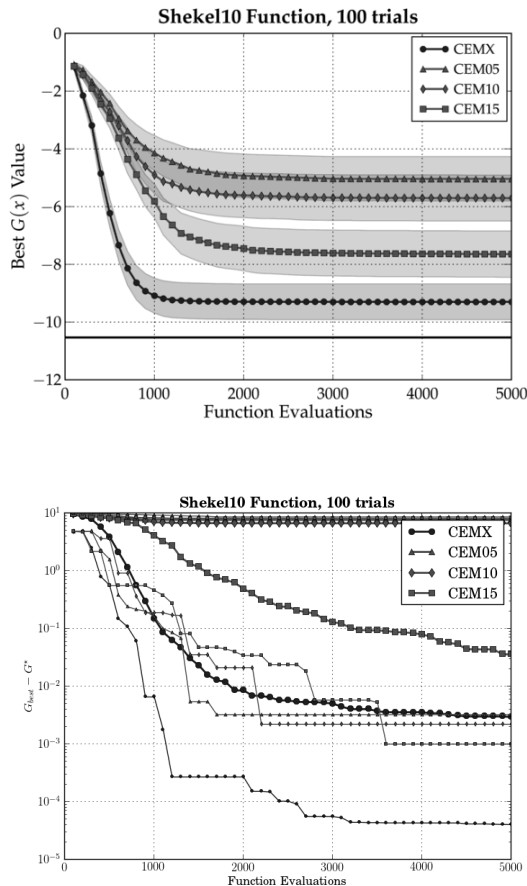 Shekel10 Function, 100 trials
0
−2
−4
−6
−8
−10
−12
Best G(x) Value
CEMX
CEM05
CEM10
CEM15
0 1000 2000 3000 4000 5000
Function Evaluations
Shekel10 Function, 100 trials
10¹
10⁰
10⁻¹
10⁻²
10⁻³
10⁻⁴
10⁻⁵
G_best − G*
CEMX
CEM05
CEM10
CEM15
0 1000 2000 3000 4000 5000
Function Evaluations